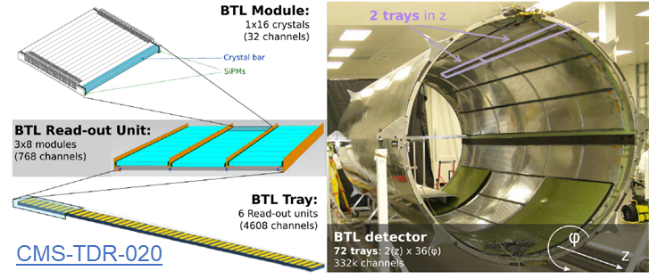 BTL Module:
1x16 crystals
(32 channels)
Crystal bar
SiPMs
BTL Read-out Unit:
3x8 modules
(768 channels)
BTL Tray:
6 Read-out units
(4608 channels)
CMS-TDR-020
2 trays in z
BTL detector
72 trays: 2(z) x 36(φ)
332k channels
φ
z